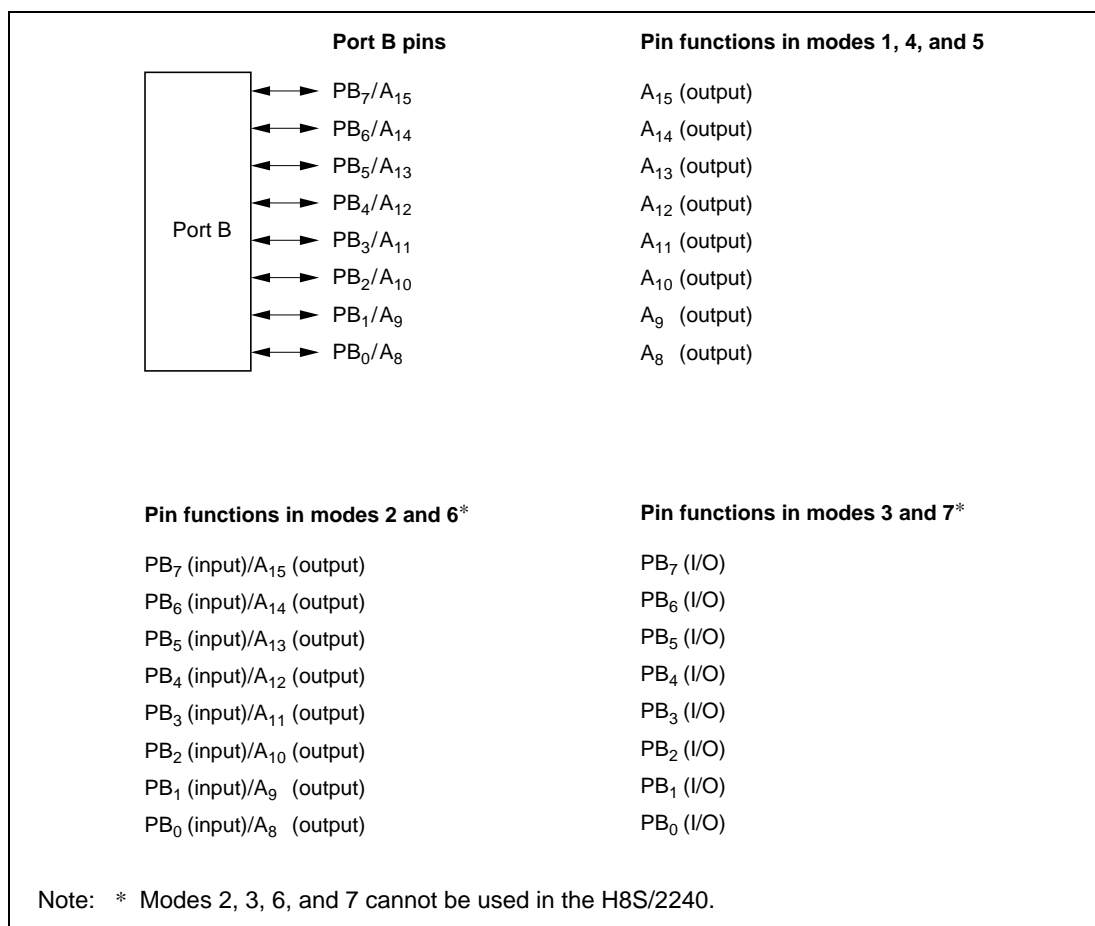 Port B pins Pin functions in modes 1, 4, and 5
PB₇/A₁₅ A₁₅ (output)
PB₆/A₁₄ A₁₄ (output)
PB₅/A₁₃ A₁₃ (output)
PB₄/A₁₂ A₁₂ (output)
Port B
PB₃/A₁₁ A₁₁ (output)
PB₂/A₁₀ A₁₀ (output)
PB₁/A₉ A₉ (output)
PB₀/A₈ A₈ (output)
Pin functions in modes 2 and 6* Pin functions in modes 3 and 7*
PB₇ (input)/A₁₅ (output) PB₇ (I/O)
PB₆ (input)/A₁₄ (output) PB₆ (I/O)
PB₅ (input)/A₁₃ (output) PB₅ (I/O)
PB₄ (input)/A₁₂ (output) PB₄ (I/O)
PB₃ (input)/A₁₁ (output) PB₃ (I/O)
PB₂ (input)/A₁₀ (output) PB₂ (I/O)
PB₁ (input)/A₉ (output) PB₁ (I/O)
PB₀ (input)/A₈ (output) PB₀ (I/O)
Note: * Modes 2, 3, 6, and 7 cannot be used in the H8S/2240.